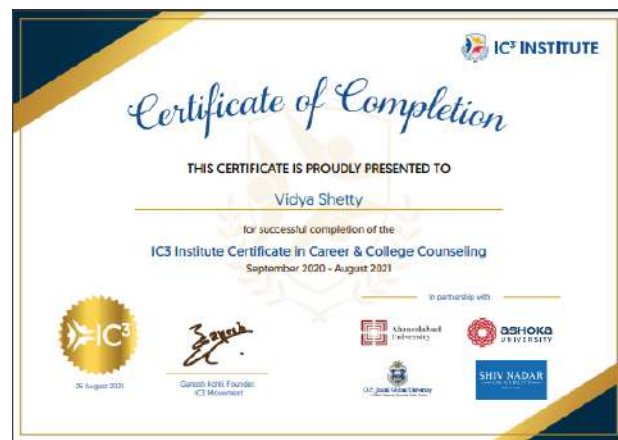 IC³ INSTITUTE
Certificate of Completion
THIS CERTIFICATE IS PROUDLY PRESENTED TO
Vidya Shetty
for successful completion of the
IC3 Institute Certificate in Career & College Counseling
September 2020 - August 2021
in partnership with
IC³
Ahmedabad
University
ASHOKA
UNIVERSITY
26 August 2021
Ganesh Kohli, Founder,
IC3 Movement
O.P. Jindal Global University
SHIV NADAR
UNIVERSITY